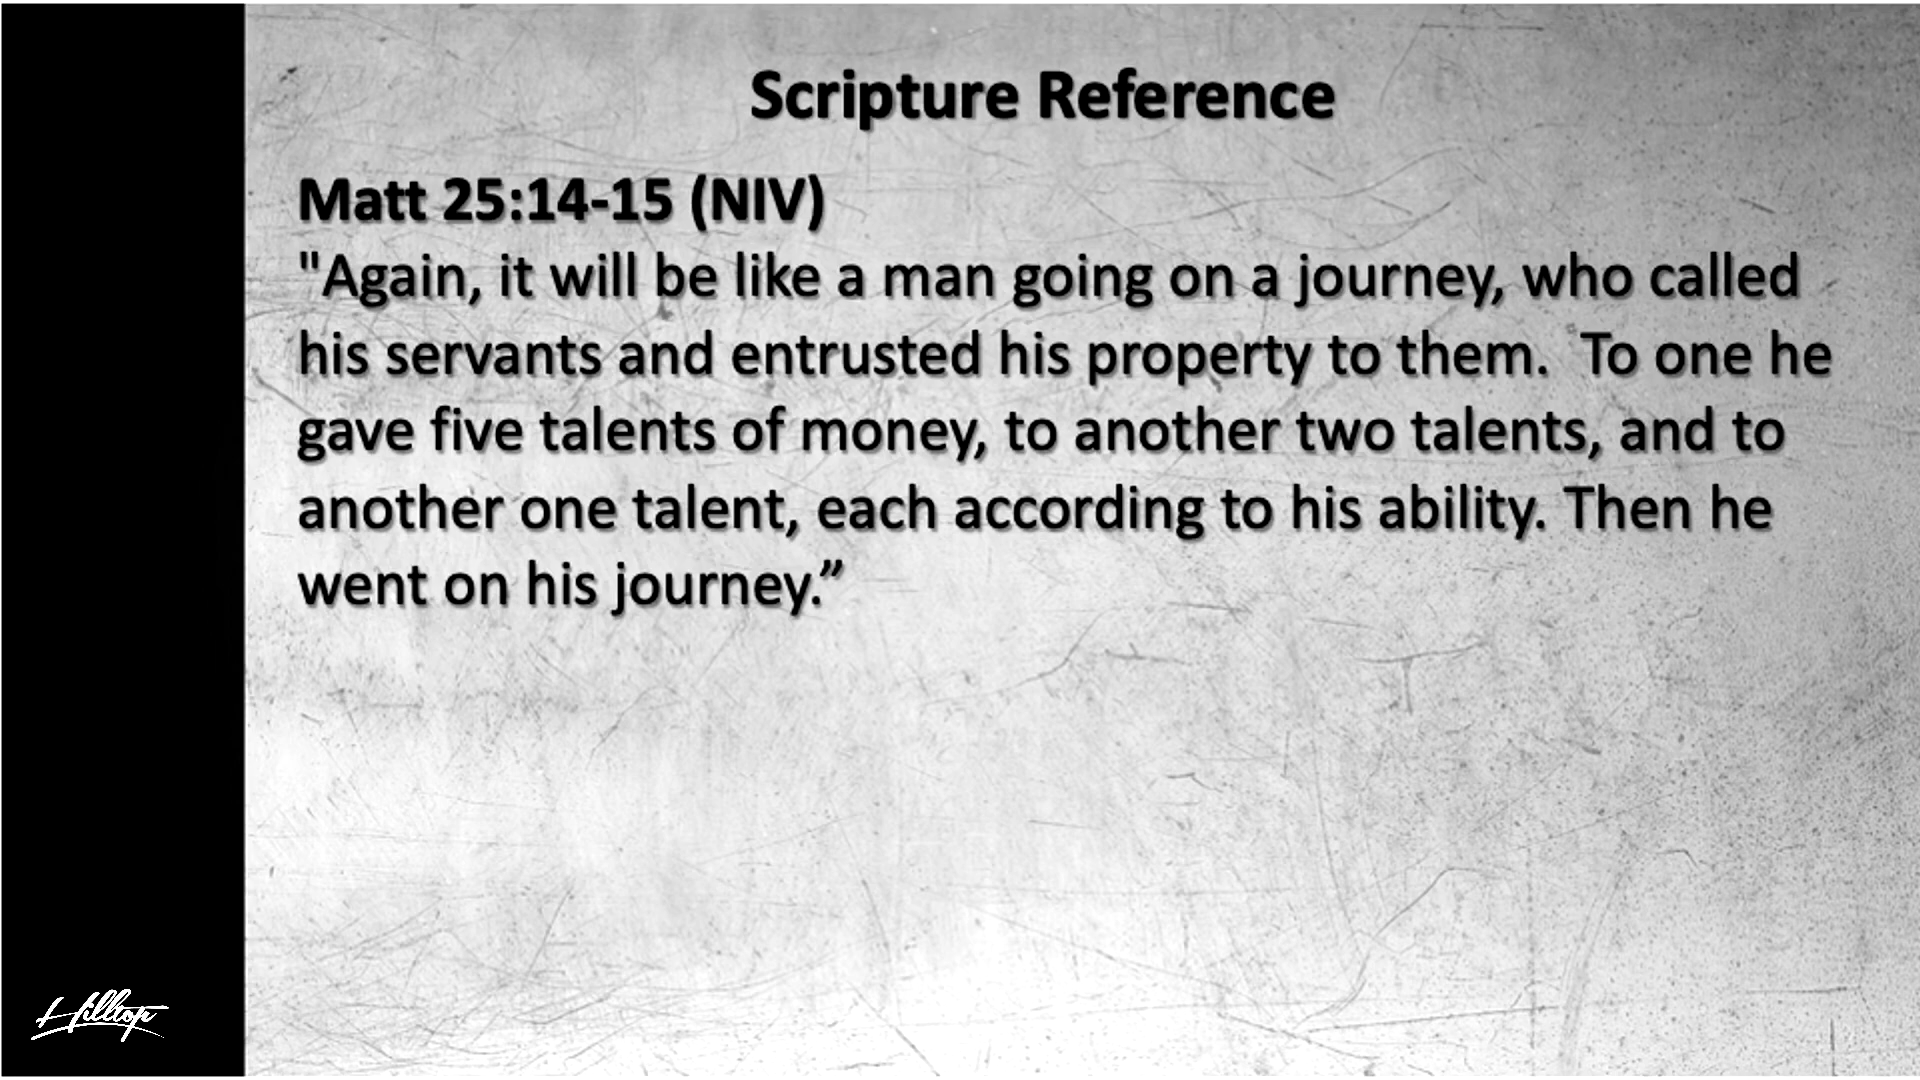 Scripture Reference
Matt 25:14-15 (NIV)
"Again, it will be like a man going on a journey, who called
his servants and entrusted his property to them.  To one he
gave five talents of money, to another two talents, and to
another one talent, each according to his ability. Then he
went on his journey.”
Hilltop